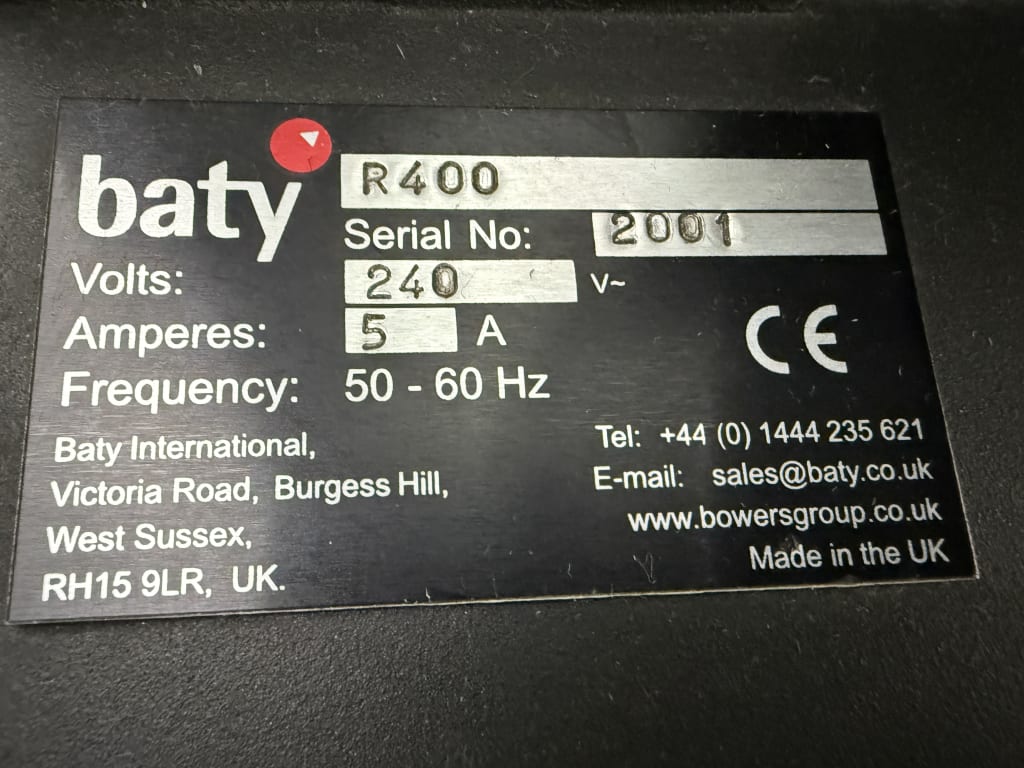 baty
R400
Serial No: 2001
Volts: 240 V~
Amperes: 5 A
CE
Frequency: 50 - 60 Hz
Baty International,
Victoria Road, Burgess Hill,
West Sussex,
RH15 9LR, UK.
Tel: +44 (0) 1444 235 621
E-mail: sales@baty.co.uk
www.bowersgroup.co.uk
Made in the UK